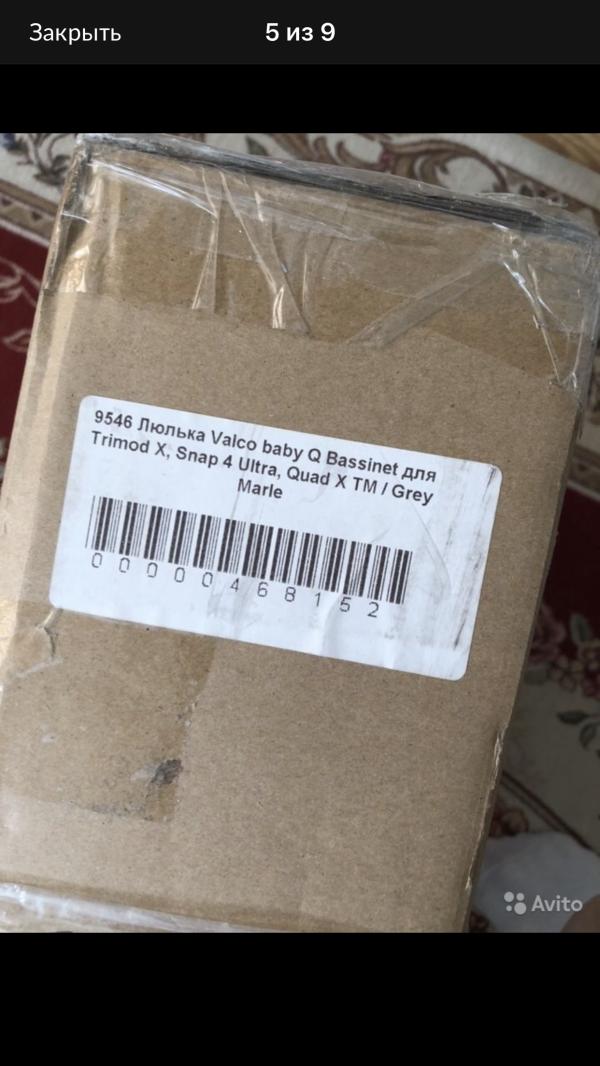 Закрыть
5 из 9
9546 Люлька Valco baby Q Bassinet для
Trimod X, Snap 4 Ultra, Quad X TM / Grey
Marle
00000468152
Avito